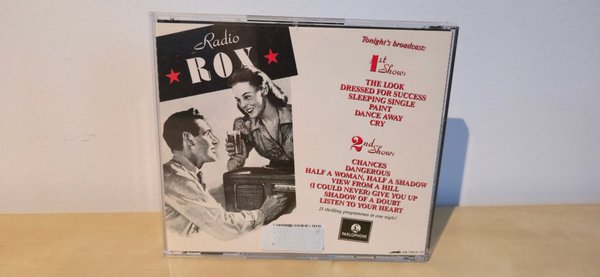 Radio
ROX
Tonight's broadcast:
1st
Show:
THE LOOK
DRESSED FOR SUCCESS
SLEEPING SINGLE
PAINT
DANCE AWAY
CRY
2nd Show:
CHANCES
DANGEROUS
HALF A WOMAN, HALF A SHADOW
VIEW FROM A HILL
(I COULD NEVER) GIVE YOU UP
SHADOW OF A DOUBT
LISTEN TO YOUR HEART
13 thrilling programmes in one night!
PARLOPHONE